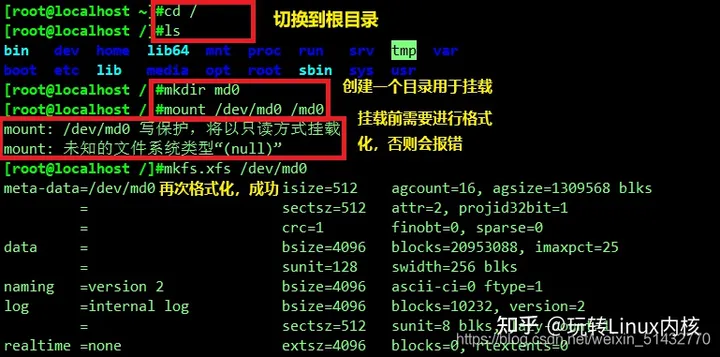 [root@localhost ~]#cd / 切换到根目录
[root@localhost /]#ls
bin dev home lib64 mnt proc run srv tmp var
boot etc lib media opt root sbin sys usr
[root@localhost /]#mkdir md0 创建一个目录用于挂载
[root@localhost /]#mount /dev/md0 /md0 挂载前需要进行格式
mount: /dev/md0 写保护，将以只读方式挂载 化，否则会报错
mount: 未知的文件系统类型“(null)”
[root@localhost /]#mkfs.xfs /dev/md0
meta-data=/dev/md0 再次格式化，成功 isize=512 agcount=16, agsize=1309568 blks
= sectsz=512 attr=2, projid32bit=1
= crc=1 finobt=0, sparse=0
data = bsize=4096 blocks=20953088, imaxpct=25
= sunit=128 swidth=256 blks
naming =version 2 bsize=4096 ascii-ci=0 ftype=1
log =internal log bsize=4096 blocks=10232, version=2
= sectsz=512 sunit=8 blks,
realtime =none extsz=4096 blocks=0, rtextents=0
知乎 @玩转Linux内核
https://blog.csdn.net/weixin_51432770